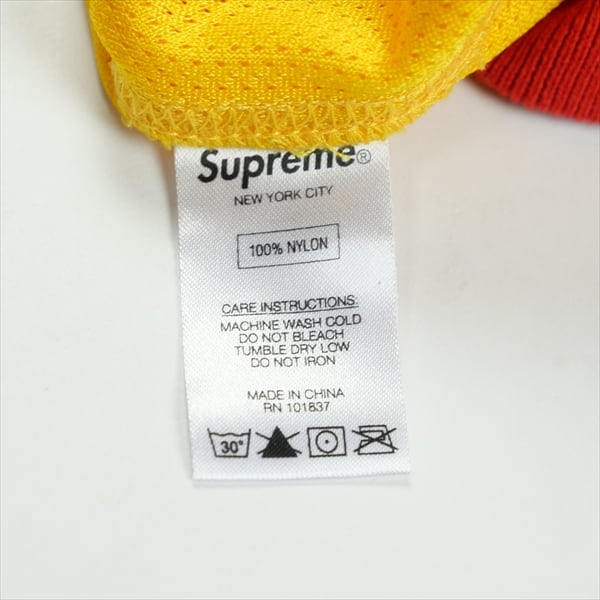 Supreme®
NEW YORK CITY
100% NYLON
CARE INSTRUCTIONS:
MACHINE WASH COLD
DO NOT BLEACH
TUMBLE DRY LOW
DO NOT IRON
MADE IN CHINA
RN 101837
30°